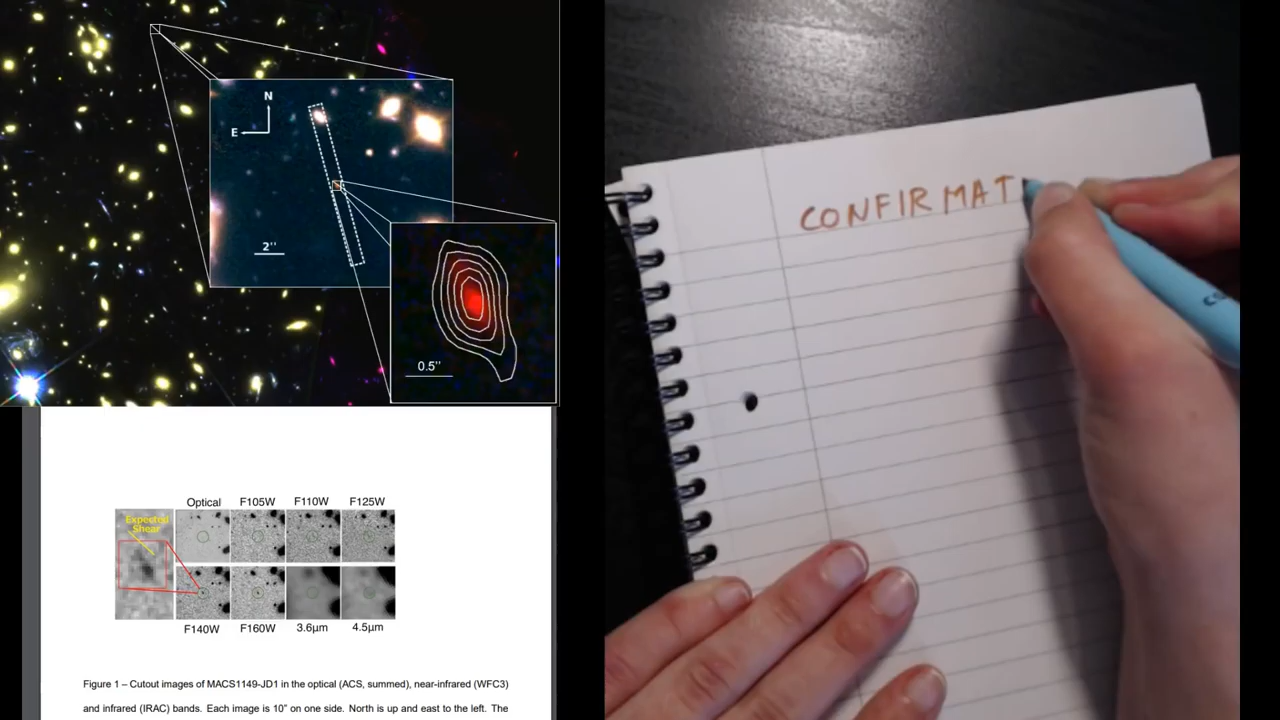 N
E
2''
0.5''
Optical F105W F110W F125W
Expected
Shear
F140W F160W 3.6μm 4.5μm
Figure 1 – Cutout images of MACS1149-JD1 in the optical (ACS, summed), near-infrared (WFC3)
and infrared (IRAC) bands. Each image is 10” on one side. North is up and east to the left. The
CONFIRMAT